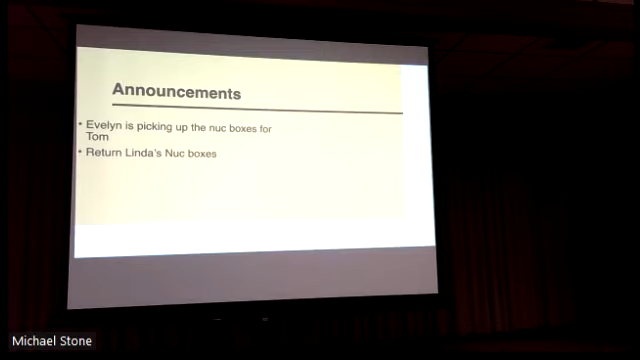 Announcements
• Evelyn is picking up the nuc boxes for
Tom
• Return Linda's Nuc boxes
Michael Stone